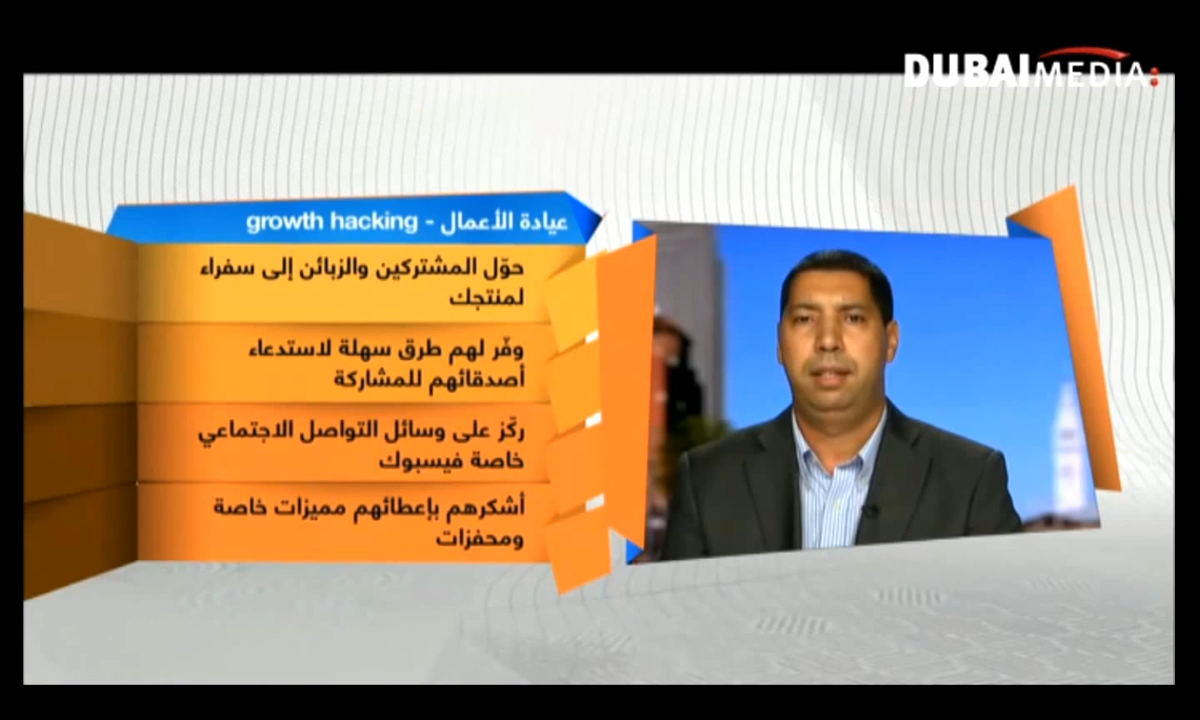 DUBAI MEDIA
عيادة الأعمال - growth hacking
حوّل المشتركين والزبائن إلى سفراء
لمنتجك
وفّر لهم طرق سهلة لاستدعاء
أصدقائهم للمشاركة
ركّز على وسائل التواصل الاجتماعي
خاصة فيسبوك
أشكرهم بإعطائهم مميزات خاصة
ومحفزات